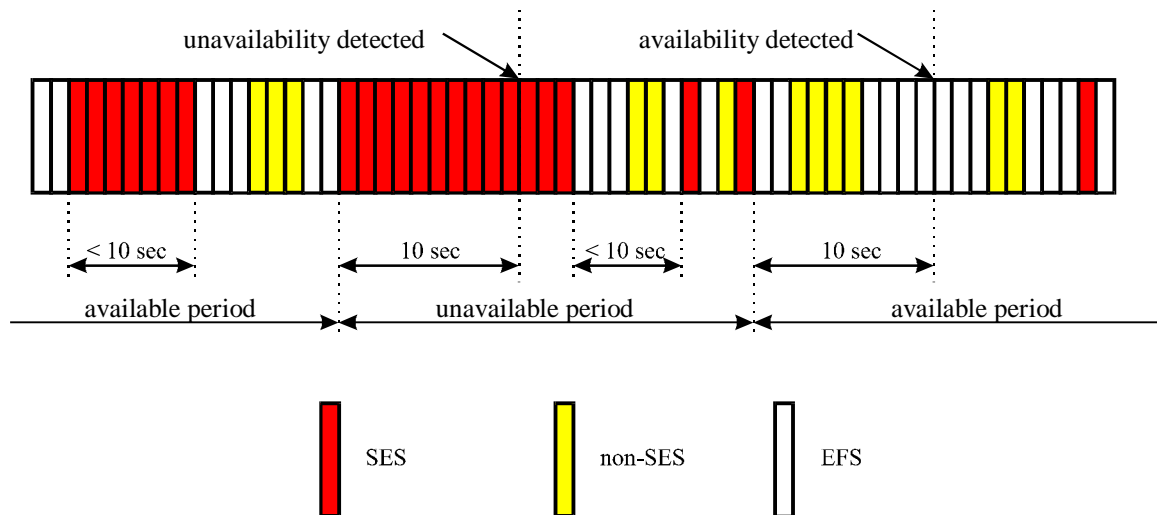 unavailability detected
availability detected
< 10 sec
10 sec
< 10 sec
10 sec
available period
unavailable period
available period
SES
non-SES
EFS